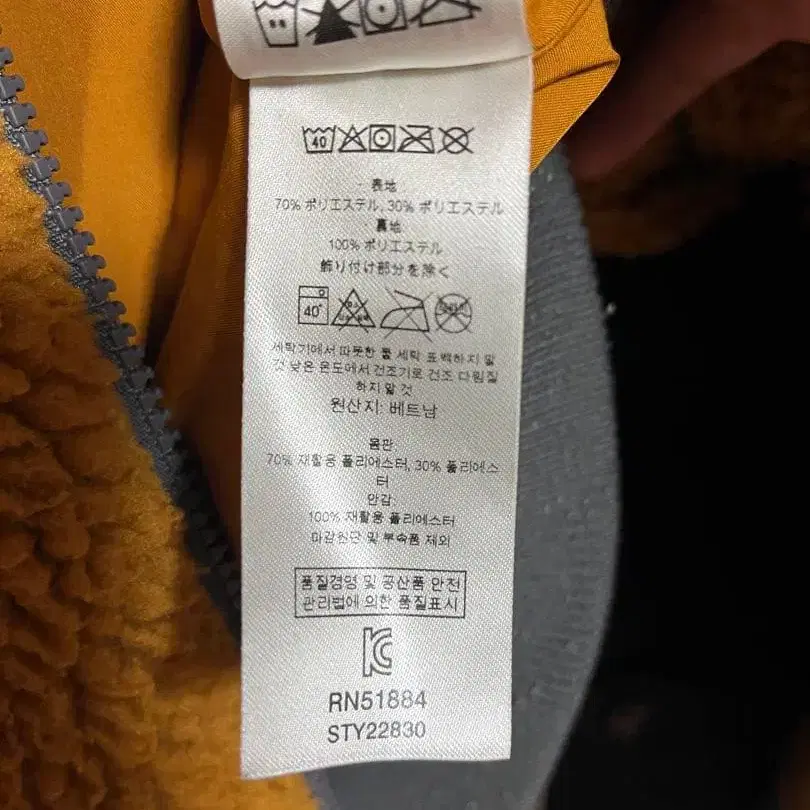 40
表地
70% ポリエステル, 30% ポリエステル
裏地
100% ポリエステル
飾り付け部分を除く
40°
세탁기에서 따뜻한 물 세탁 표백하지 말
것 낮은 온도에서 건조기로 건조 다림질
하지 말 것
원산지: 베트남
몸판
70% 재활용 폴리에스터, 30% 폴리에스
터
안감:
100% 재활용 폴리에스터
마감원단 및 부속품 제외
품질경영 및 공산품 안전
관리법에 의한 품질표시
RN51884
STY22830